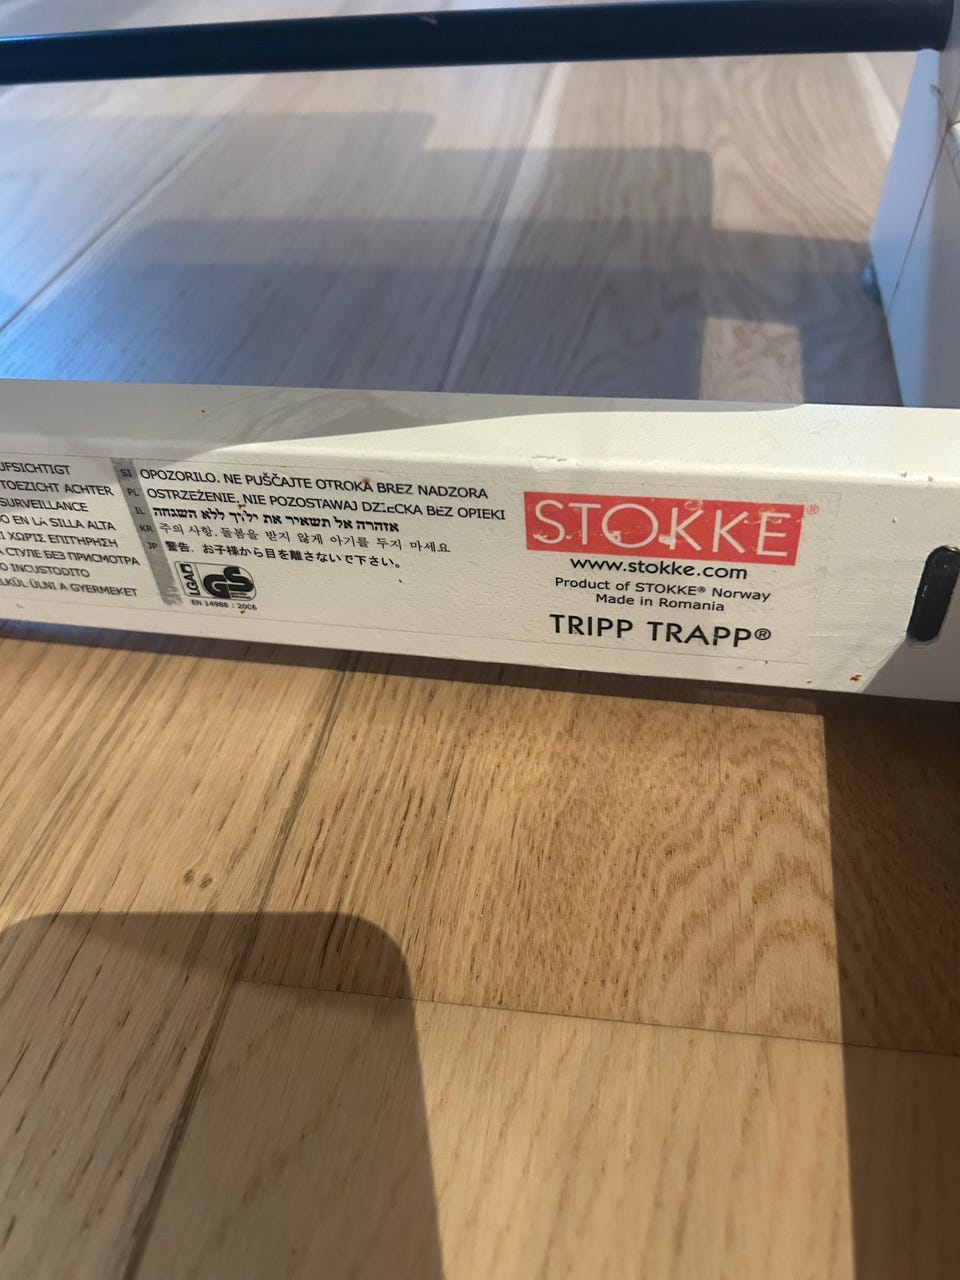 UFSICHTIGT
TOEZICHT ACHTER
SURVEILLANCE
O EN LA SILLA ALTA
ΧΩΡΙΣ ΕΠΙΤΗΡΗΣΗ
СТУЛЕ БЕЗ ПРИСМОТРА
O INCUSTODITO
ÜLNI A GYERMEKET
SI OPOZORILO. NE PUŠČAJTE OTROKA BREZ NADZORA
PL OSTRZEŻENIE. NIE POZOSTAWAJ DZIECKA BEZ OPIEKI
IL אזהרה אל תשאיר את ילדך ללא השגחה
KR 주의 사항. 돌봄을 받지 않게 아기를 두지 마세요
JP 警告. お子様から目を離さないで下さい。
LGA GS
EN 14988 : 2006
STOKKE®
www.stokke.com
Product of STOKKE® Norway
Made in Romania
TRIPP TRAPP®